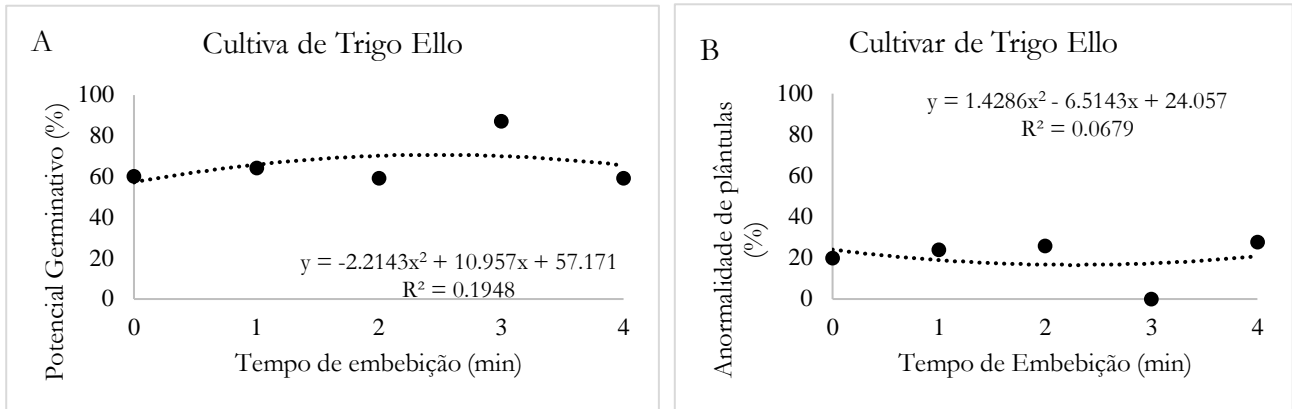 A
Cultiva de Trigo Ello
Potencial Germinativo (%)
100
80
60
40
20
0
y = -2.2143x² + 10.957x + 57.171
R² = 0.1948
0 1 2 3 4
Tempo de embebição (min)
B
Cultivar de Trigo Ello
Anormalidade de plântulas
(%)
100
80
60
40
20
0
y = 1.4286x² - 6.5143x + 24.057
R² = 0.0679
0 1 2 3 4
Tempo de Embebição (min)